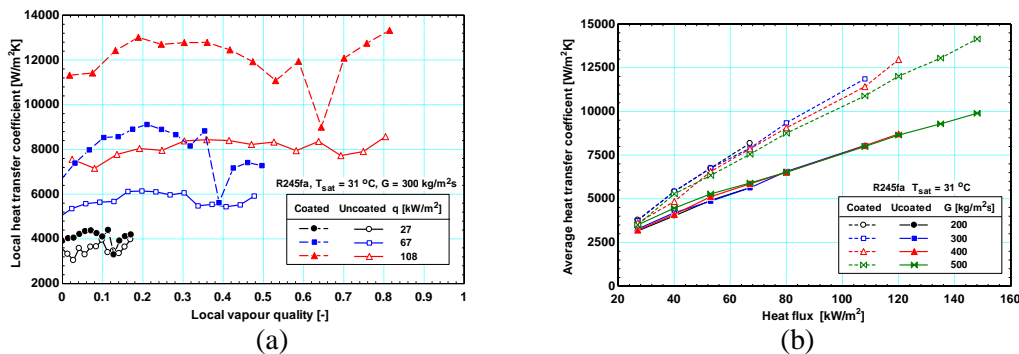 14000
12000
10000
8000
6000
4000
2000
Local heat transfer coefficient [W/m²K]
R245fa, Tsat = 31 °C, G = 300 kg/m²s
Coated Uncoated q [kW/m²]
27
67
108
0 0.1 0.2 0.3 0.4 0.5 0.6 0.7 0.8 0.9 1
Local vapour quality [-]
(a)
15000
12500
10000
7500
5000
2500
0
Average heat transfer coefficient [W/m²K]
R245fa Tsat = 31 °C
Coated Ucoated G [kg/m²s]
200
300
400
500
20 40 60 80 100 120 140 160
Heat flux [kW/m²]
(b)